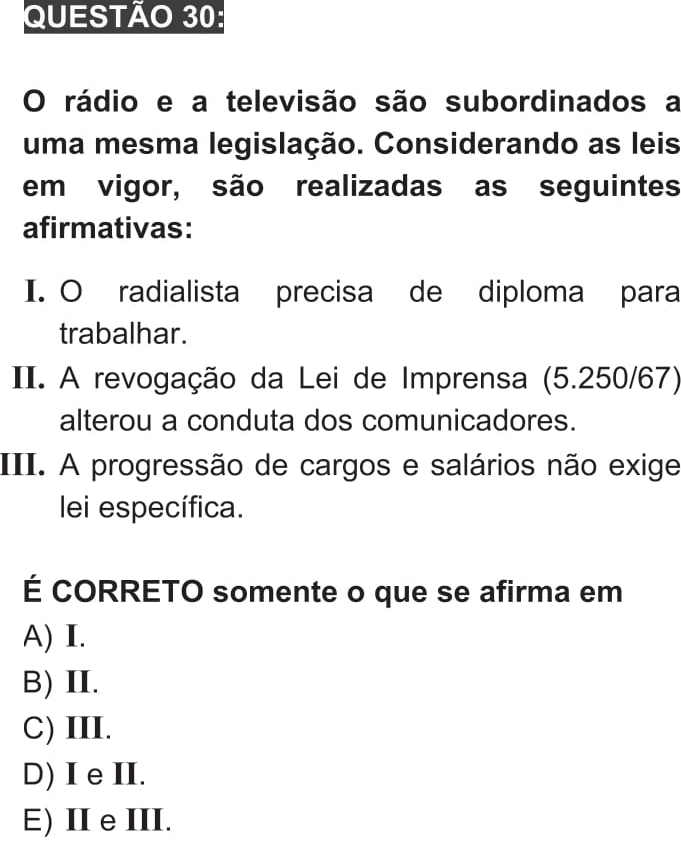 QUESTÃO 30:
O rádio e a televisão são subordinados a
uma mesma legislação. Considerando as leis
em vigor, são realizadas as seguintes
afirmativas:
I. O radialista precisa de diploma para
trabalhar.
II. A revogação da Lei de Imprensa (5.250/67)
alterou a conduta dos comunicadores.
III. A progressão de cargos e salários não exige
lei específica.
É CORRETO somente o que se afirma em
A) I.
B) II.
C) III.
D) I e II.
E) II e III.